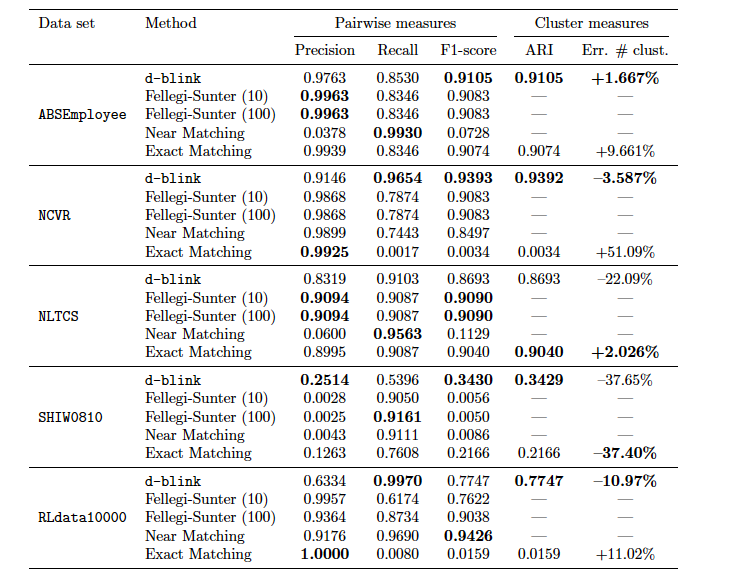 Data set Method Pairwise measures Cluster measures
Precision Recall F1-score ARI Err. # clust.
d-blink 0.9763 0.8530 0.9105 0.9105 +1.667%
Fellegi-Sunter (10) 0.9963 0.8346 0.9083 — —
ABSEmployee Fellegi-Sunter (100) 0.9963 0.8346 0.9083 — —
Near Matching 0.0378 0.9930 0.0728 — —
Exact Matching 0.9939 0.8346 0.9074 0.9074 +9.661%
d-blink 0.9146 0.9654 0.9393 0.9392 –3.587%
Fellegi-Sunter (10) 0.9868 0.7874 0.9083 — —
NCVR Fellegi-Sunter (100) 0.9868 0.7874 0.9083 — —
Near Matching 0.9899 0.7443 0.8497 — —
Exact Matching 0.9925 0.0017 0.0034 0.0034 +51.09%
d-blink 0.8319 0.9103 0.8693 0.8693 –22.09%
Fellegi-Sunter (10) 0.9094 0.9087 0.9090 — —
NLTCS Fellegi-Sunter (100) 0.9094 0.9087 0.9090 — —
Near Matching 0.0600 0.9563 0.1129 — —
Exact Matching 0.8995 0.9087 0.9040 0.9040 +2.026%
d-blink 0.2514 0.5396 0.3430 0.3429 –37.65%
Fellegi-Sunter (10) 0.0028 0.9050 0.0056 — —
SHIW0810 Fellegi-Sunter (100) 0.0025 0.9161 0.0050 — —
Near Matching 0.0043 0.9111 0.0086 — —
Exact Matching 0.1263 0.7608 0.2166 0.2166 –37.40%
d-blink 0.6334 0.9970 0.7747 0.7747 –10.97%
Fellegi-Sunter (10) 0.9957 0.6174 0.7622 — —
RLdata10000 Fellegi-Sunter (100) 0.9364 0.8734 0.9038 — —
Near Matching 0.9176 0.9690 0.9426 — —
Exact Matching 1.0000 0.0080 0.0159 0.0159 +11.02%